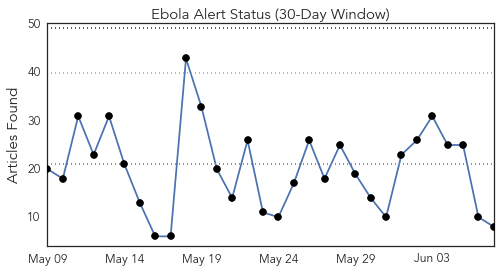 Ebola Alert Status (30-Day Window)
Articles Found
50
40
30
20
10
May 09 May 14 May 19 May 24 May 29 Jun 03